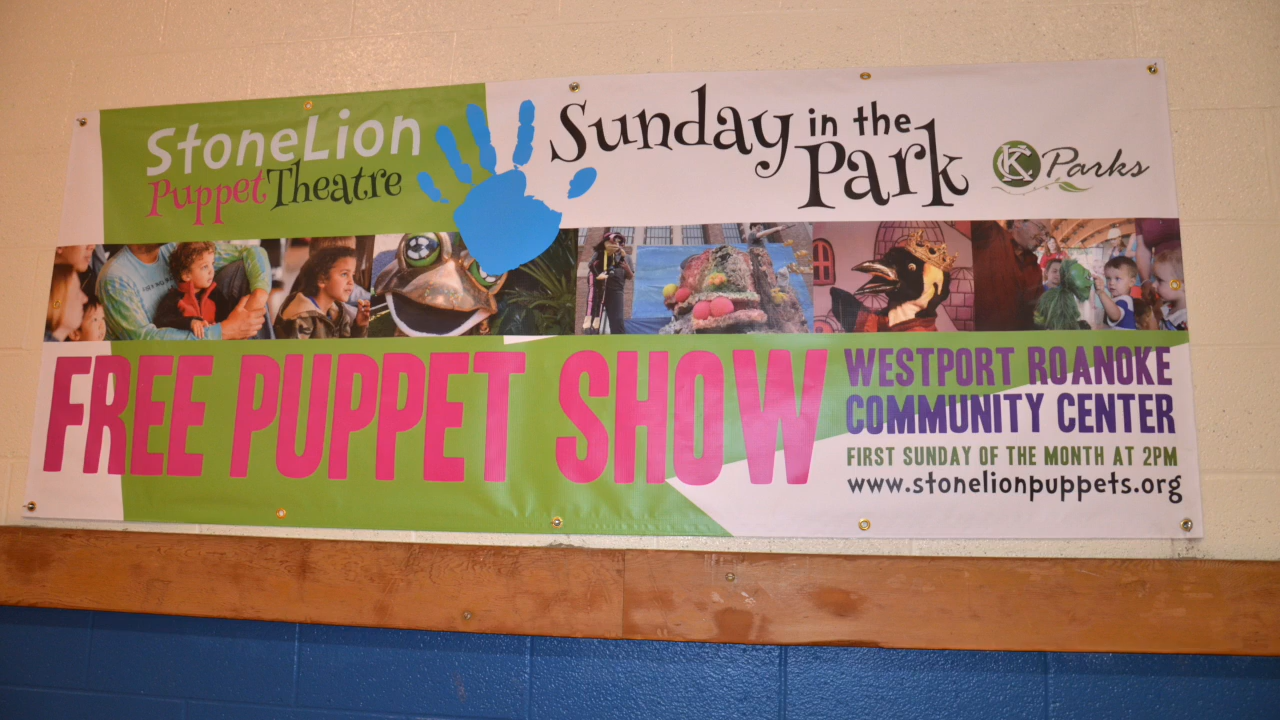 StoneLion
Puppet Theatre
Sunday in the
Park
KC Parks
FREE PUPPET SHOW
WESTPORT ROANOKE
COMMUNITY CENTER
FIRST SUNDAY OF THE MONTH AT 2PM
www.stonelionpuppets.org